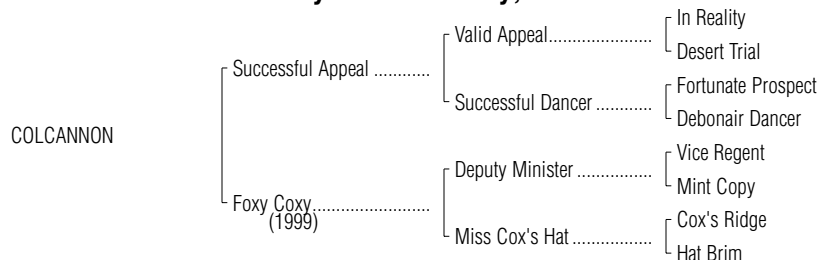 In Reality
Valid Appeal
Desert Trial
Successful Appeal
Fortunate Prospect
Successful Dancer
Debonair Dancer
COLCANNON
Vice Regent
Deputy Minister
Mint Copy
Foxy Coxy
(1999)
Cox's Ridge
Miss Cox's Hat
Hat Brim